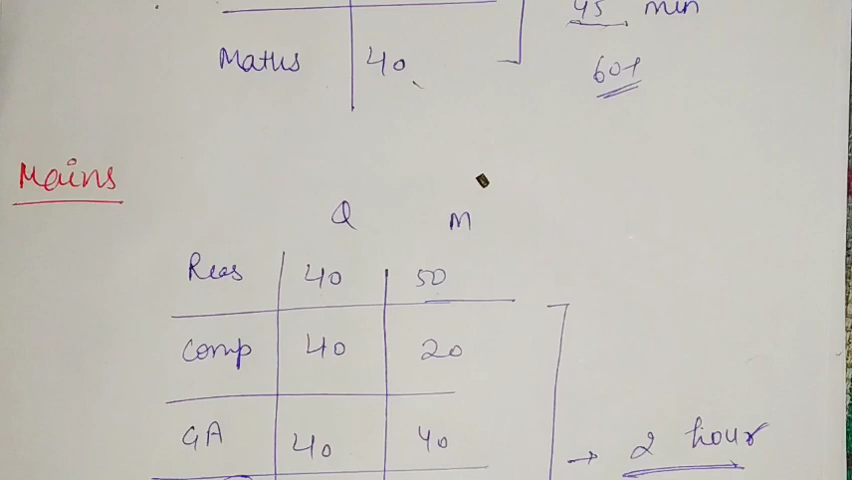 45 min
Maths 40
60+
Mains
Q M
Reas 40 50
Comp 40 20
GA 40 40
→ 2 hour